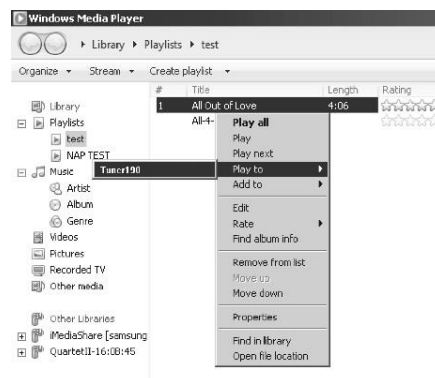 Windows Media Player
Library Playlists test
Organize Stream Create playlist
# Title Length Rating
Library
1 All Out of Love 4:06
Playlists
All-4-
test
NAP TEST
Music
Artist
Album
Genre
Videos
Pictures
Recorded TV
Other media
Other Libraries
iMediaShare [samsung
QuartetII-16:0B:45
Tuner190
Play all
Play
Play next
Play to
Add to
Edit
Rate
Find album info
Remove from list
Move up
Move down
Properties
Find in library
Open file location